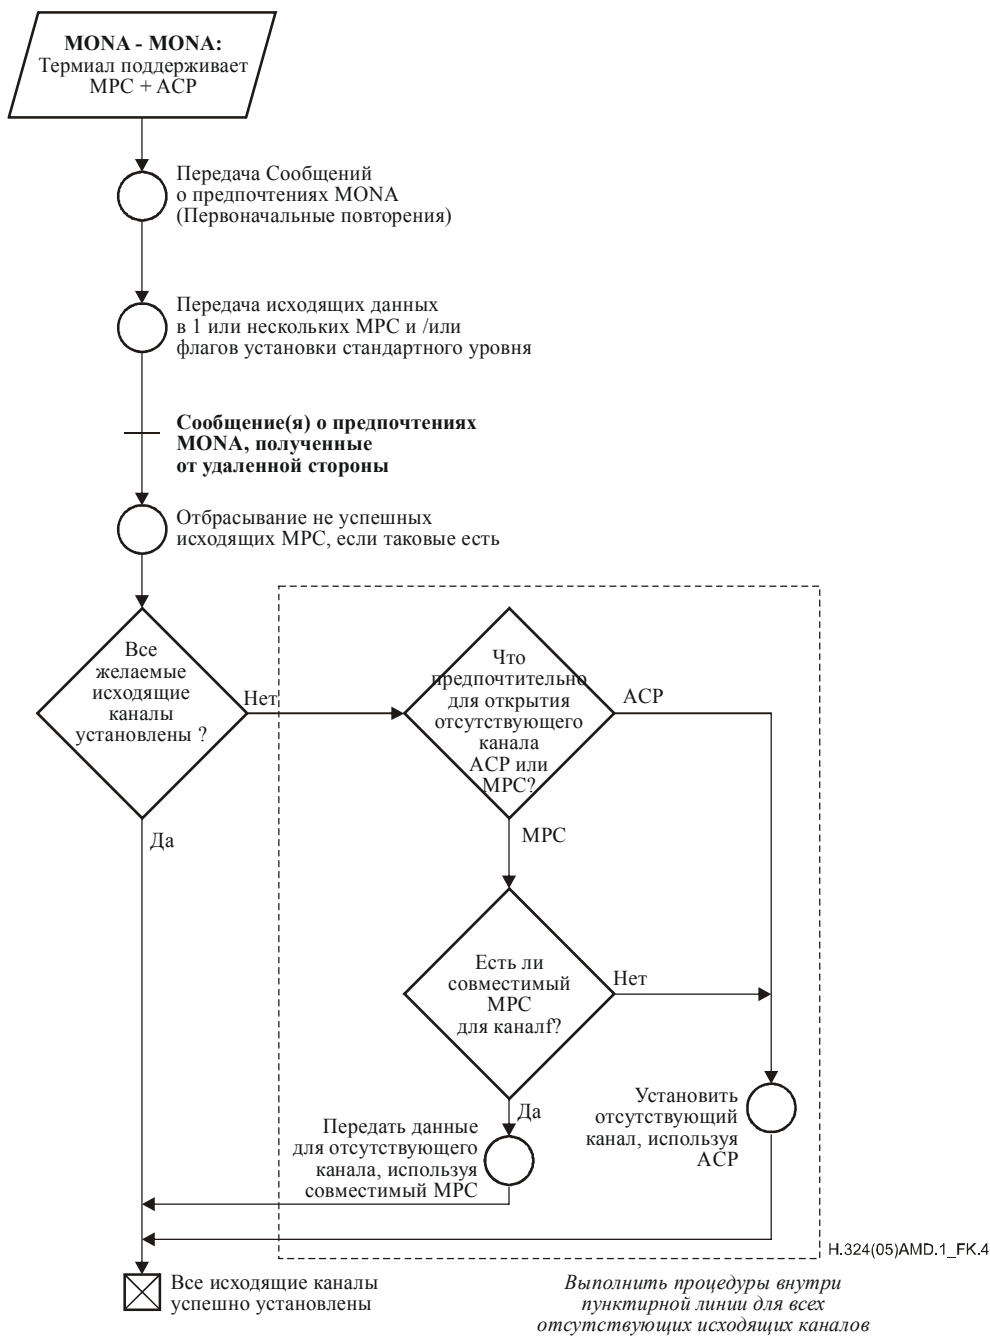 MONA - MONA:
Термиал поддерживает
MPC + ACP
Передача Сообщений
о предпочтениях MONA
(Первоначальные повторения)
Передача исходящих данных
в 1 или нескольких MPC и /или
флагов установки стандартного уровня
Сообщение(я) о предпочтениях
MONA, полученные
от удаленной стороны
Отбрасывание не успешных
исходящих MPC, если таковые есть
Все
желаемые
исходящие
каналы
установлены ?
Нет
Да
Что
предпочтительно
для открытия
отсутствующего
канала
ACP или
MPC?
ACP
MPC
Есть ли
совместимый
MPC
для каналf?
Нет
Да
Передать данные
для отсутствующего
канала, используя
совместимый MPC
Установить
отсутствующий
канал, используя
ACP
H.324(05)AMD.1_FK.4
Все исходящие каналы
успешно установлены
Выполнить процедуры внутри
пунктирной линии для всех
отсутствующих исходящих каналов